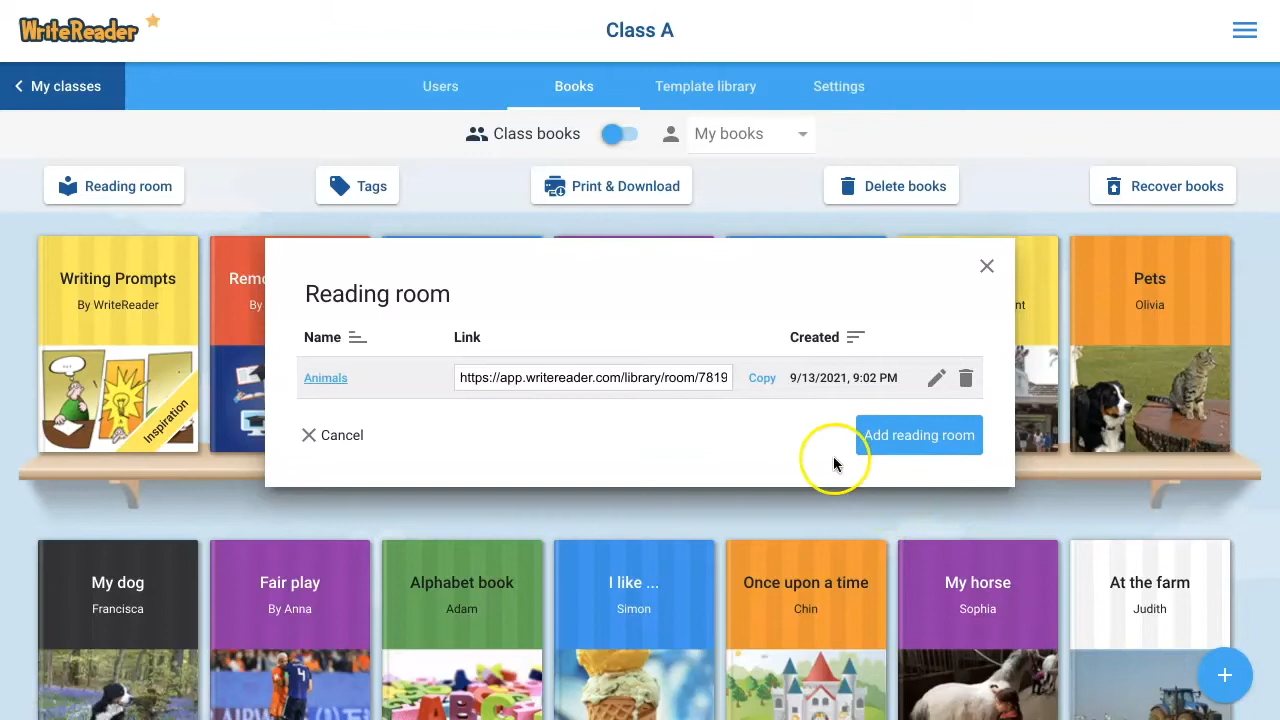 WriteReader
Class A
My classes
Users
Books
Template library
Settings
Class books
My books
Reading room
Tags
Print & Download
Delete books
Recover books
Writing Prompts
By WriteReader
Inspiration
By
nt
Pets
Olivia
Reading room
Name
Link
Created
Animals
https://app.writereader.com/library/room/7819
Copy
9/13/2021, 9:02 PM
Cancel
Add reading room
My dog
Francisca
Fair play
By Anna
Alphabet book
Adam
I like ...
Simon
Once upon a time
Chin
My horse
Sophia
At the farm
Judith
ABC